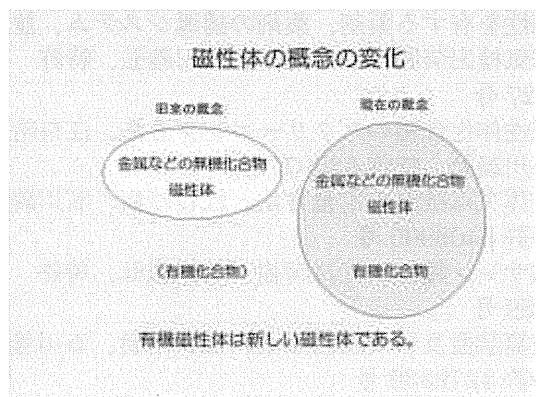 磁性体の概念の変化
旧来の概念
現在の概念
金属などの無機化合物
磁性体
(有機化合物)
金属などの無機化合物
磁性体
有機化合物
有機磁性体は新しい磁性体である。